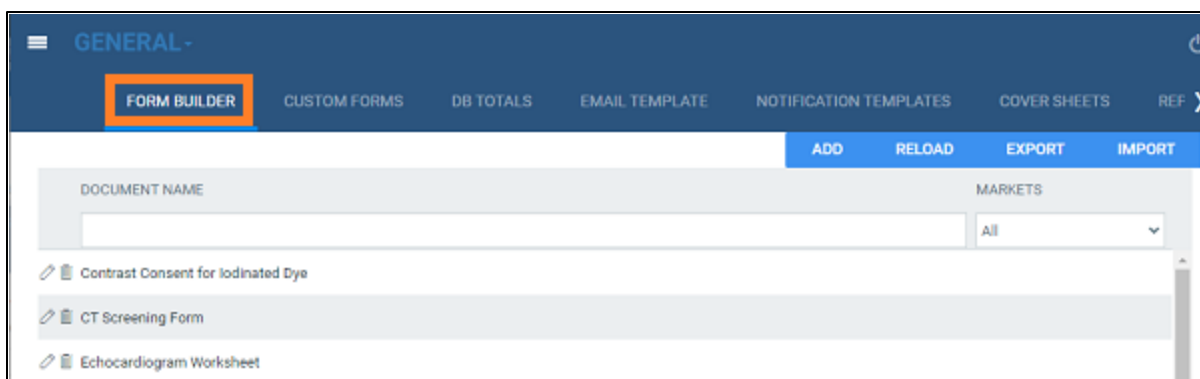 GENERAL
FORM BUILDER CUSTOM FORMS DB TOTALS EMAIL TEMPLATE NOTIFICATION TEMPLATES COVER SHEETS REF
ADD RELOAD EXPORT IMPORT
DOCUMENT NAME MARKETS
All
Contrast Consent for Iodinated Dye
CT Screening Form
Echocardiogram Worksheet